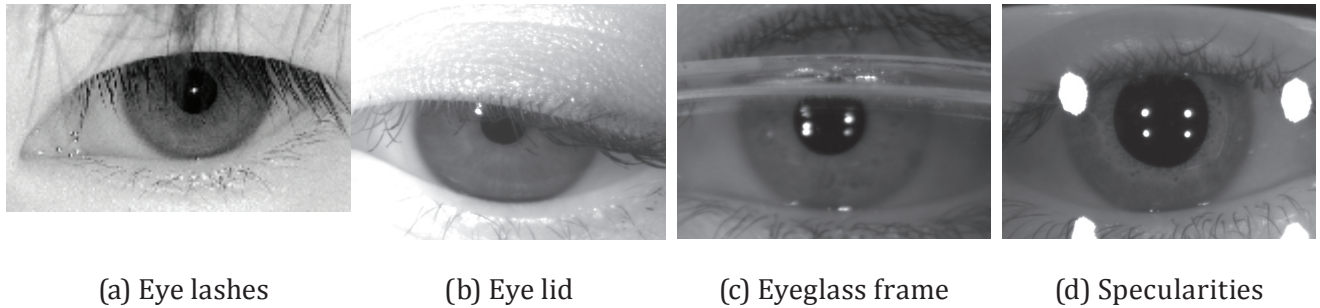 (a) Eye lashes
(b) Eye lid
(c) Eyeglass frame
(d) Specularities